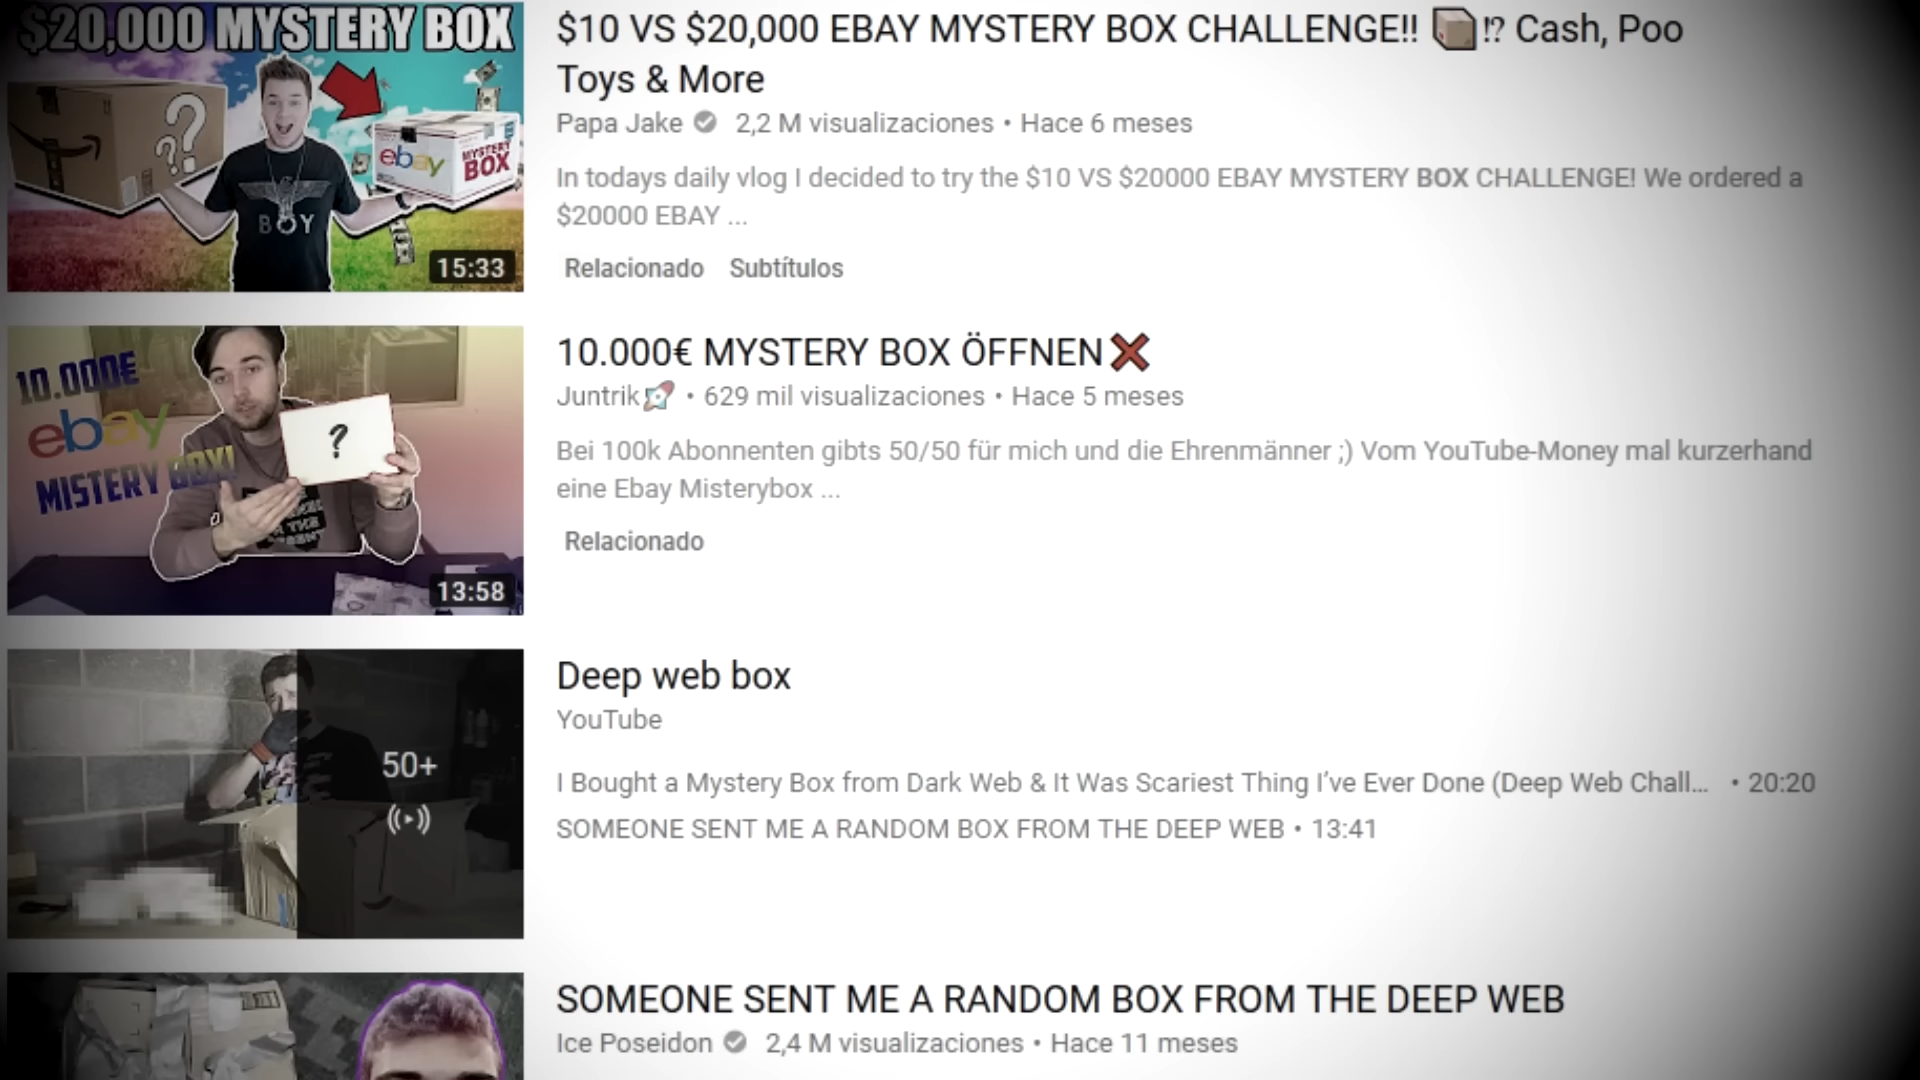 $20,000 MYSTERY BOX
ebay
MYSTERY
BOX
BOY
15:33
$10 VS $20,000 EBAY MYSTERY BOX CHALLENGE!! 📦⁉ Cash, Poo
Toys & More
Papa Jake 2,2 M visualizaciones • Hace 6 meses
In todays daily vlog I decided to try the $10 VS $20000 EBAY MYSTERY BOX CHALLENGE! We ordered a
$20000 EBAY ...
Relacionado Subtítulos
10.000€
ebay
MISTERY BOX!
?
13:58
10.000€ MYSTERY BOX ÖFFNEN❌
Juntrik🚀 • 629 mil visualizaciones • Hace 5 meses
Bei 100k Abonnenten gibts 50/50 für mich und die Ehrenmänner ;) Vom YouTube-Money mal kurzerhand
eine Ebay Misterybox ...
Relacionado
50+
Deep web box
YouTube
I Bought a Mystery Box from Dark Web & It Was Scariest Thing I’ve Ever Done (Deep Web Chall... • 20:20
SOMEONE SENT ME A RANDOM BOX FROM THE DEEP WEB • 13:41
SOMEONE SENT ME A RANDOM BOX FROM THE DEEP WEB
Ice Poseidon 2,4 M visualizaciones • Hace 11 meses